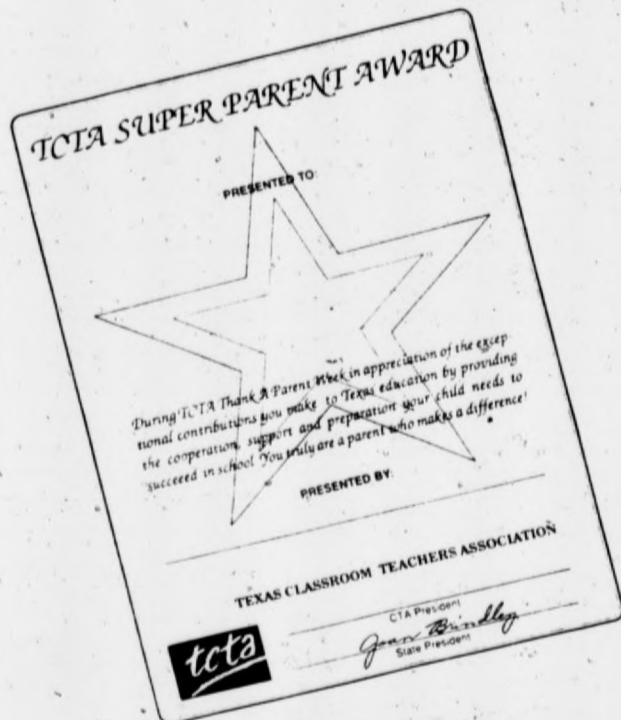 TCTA SUPER PARENT AWARD
PRESENTED TO:
During TCTA Thank A Parent Week in appreciation of the excep-
tional contributions you make to Texas education by providing
the cooperation, support and preparation your child needs to
succeed in school. You truly are a parent who makes a difference!
PRESENTED BY:
TEXAS CLASSROOM TEACHERS ASSOCIATION
CTA President
Joan Brindley
State President
tcta